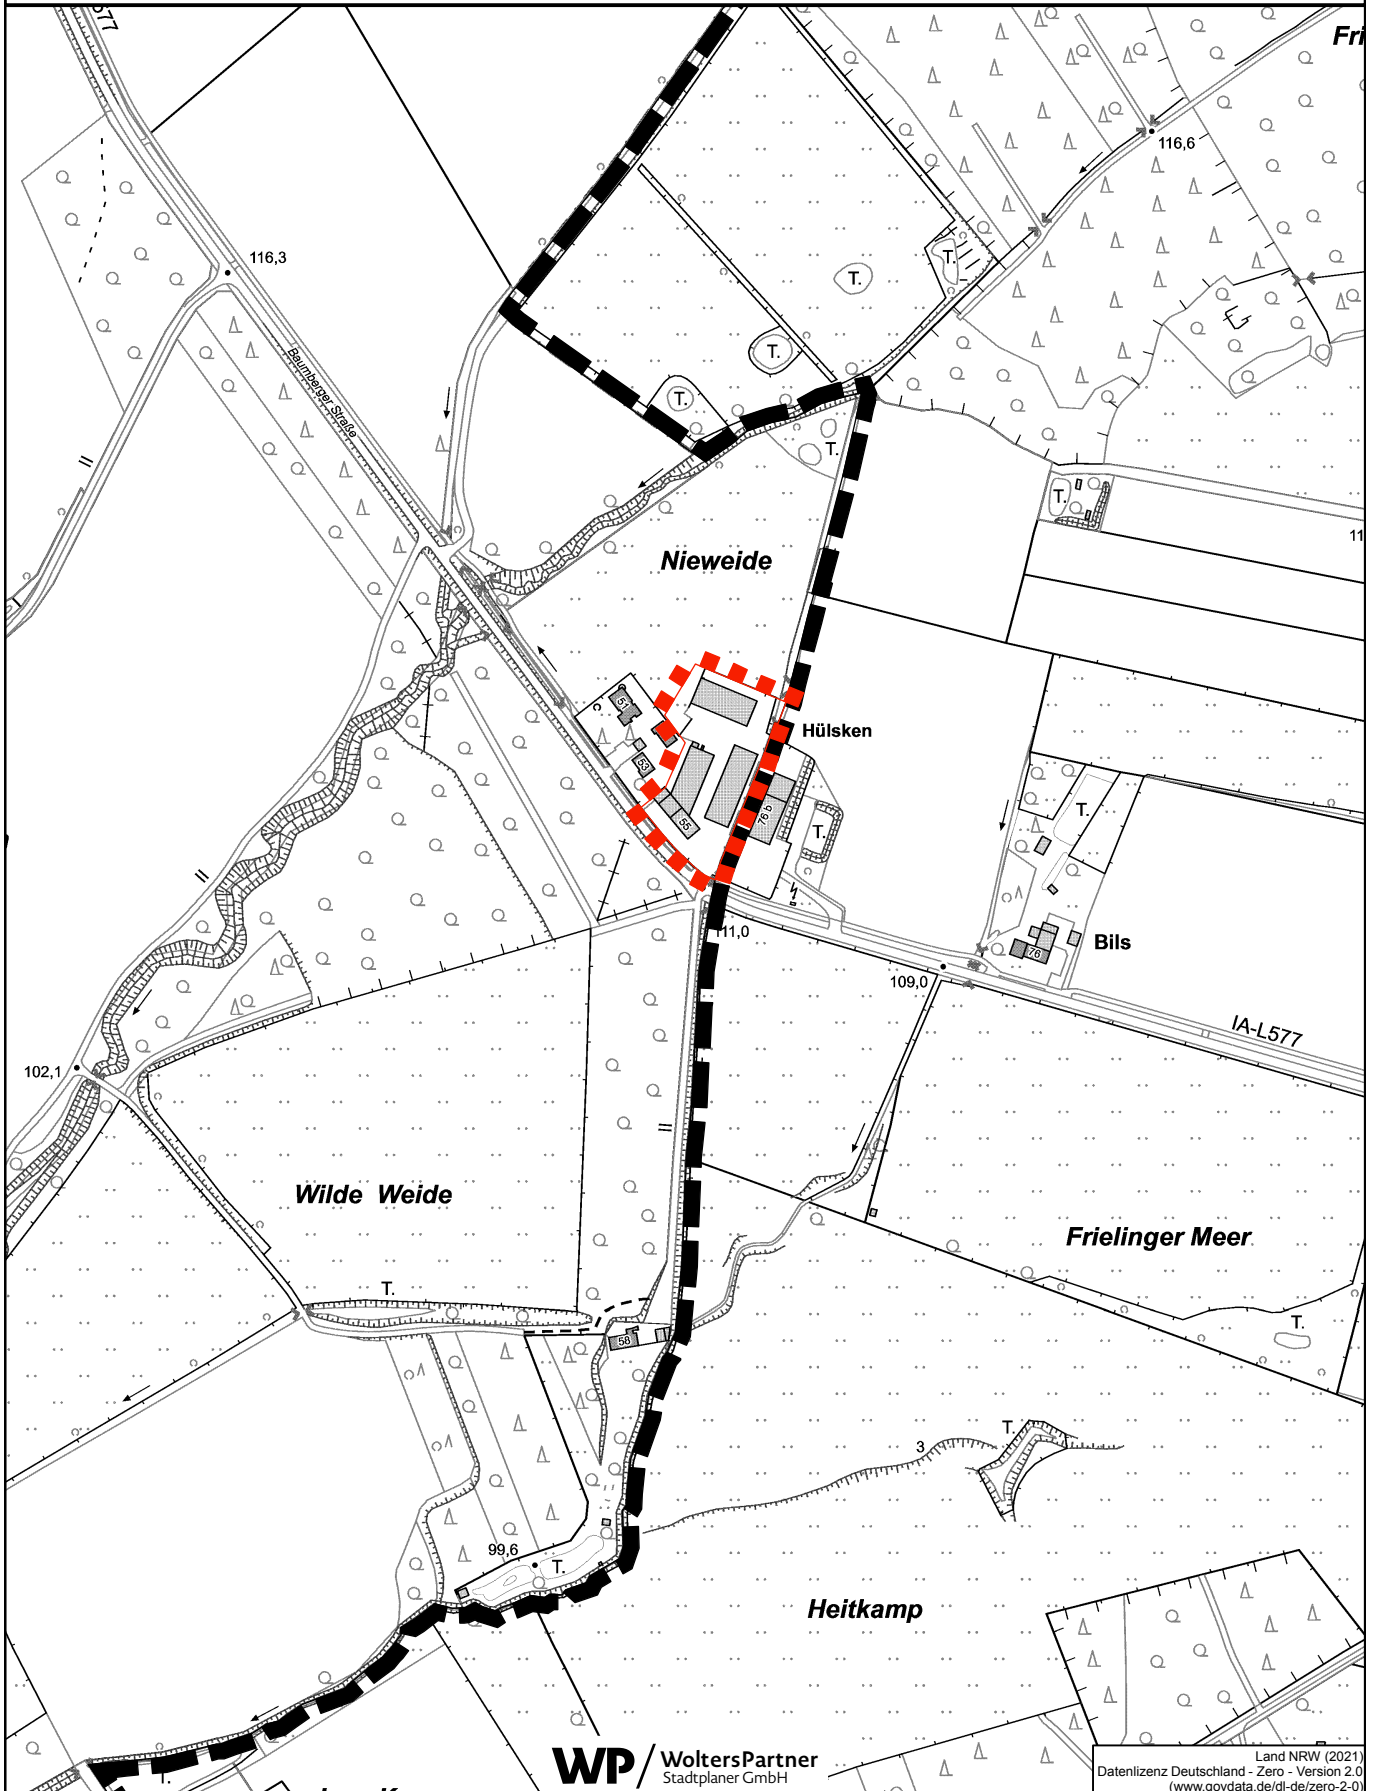 577
Fri
116,6
T.
116,3
T.
T.
Baumberger Straße
T.
T.
T.
11
Nieweide
51
Hülsken
53
T.
76 b
55
T.
Bils
76
111,0
109,0
IA-L577
102,1
Wilde Weide
Frielinger Meer
T.
T.
58
T.
3
99,6
T.
Heitkamp
T.
WP / WoltersPartner
Stadtplaner GmbH
Land NRW (2021)
Datenlizenz Deutschland - Zero - Version 2.0
(www.govdata.de/dl-de/zero-2-0)